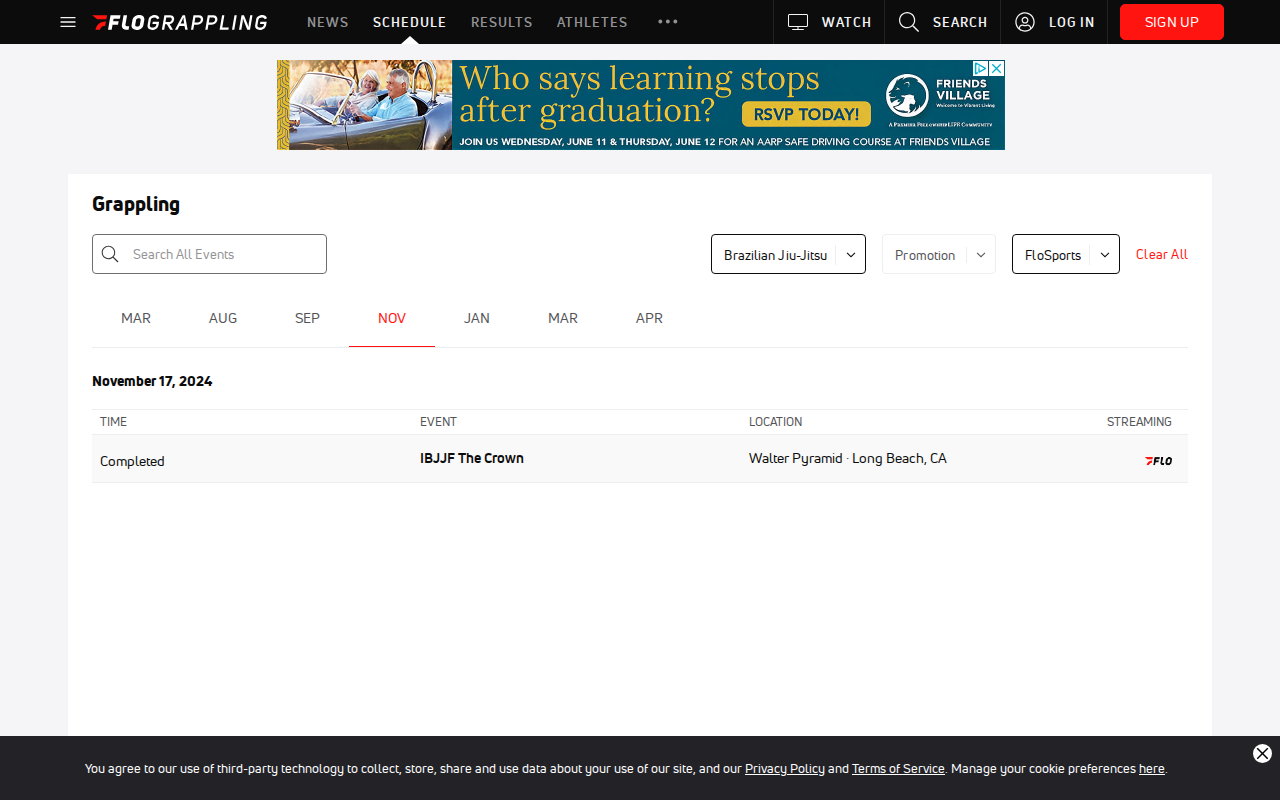 FLOGRAPPLING NEWS SCHEDULE RESULTS ATHLETES ••• WATCH SEARCH LOG IN SIGN UP
Who says learning stops
after graduation?
RSVP TODAY!
JOIN US WEDNESDAY, JUNE 11 & THURSDAY, JUNE 12 FOR AN AARP SAFE DRIVING COURSE AT FRIENDS VILLAGE
FRIENDS
VILLAGE
Welcome to Vibrant Living
A PREMIER FELLOWSHIPLIFE COMMUNITY
Grappling
Search All Events Brazilian Jiu-Jitsu Promotion FloSports Clear All
MAR AUG SEP NOV JAN MAR APR
November 17, 2024
TIME EVENT LOCATION STREAMING
Completed IBJJF The Crown Walter Pyramid · Long Beach, CA FLO
You agree to our use of third-party technology to collect, store, share and use data about your use of our site, and our Privacy Policy and Terms of Service. Manage your cookie preferences here.